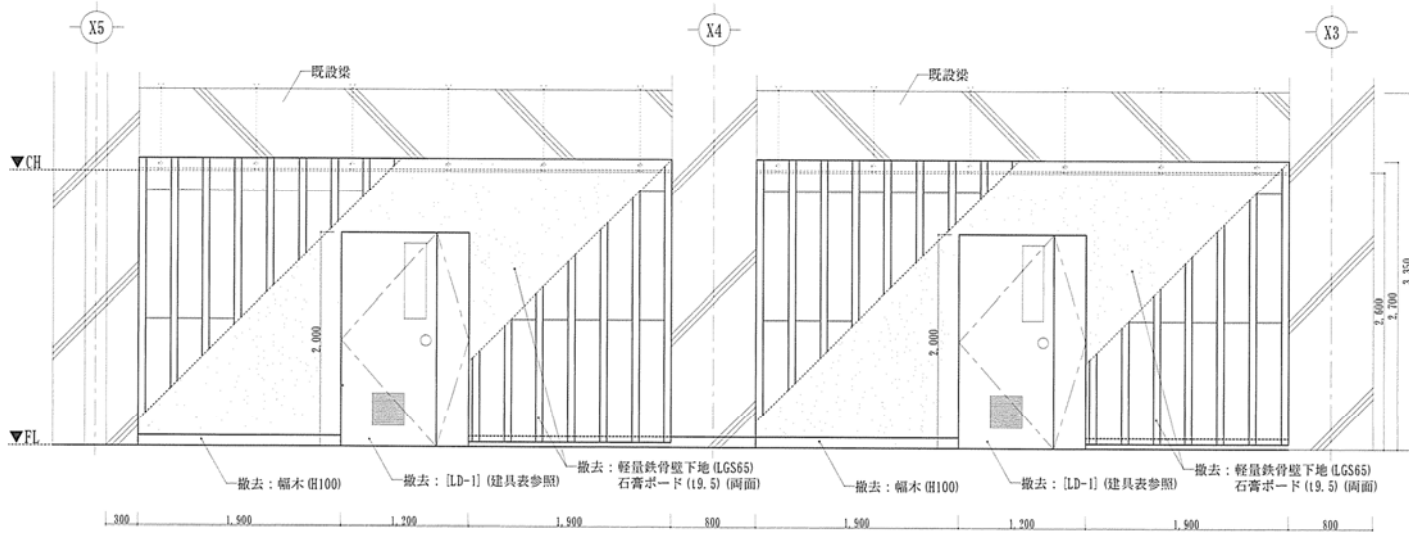 X5
X4
X3
既設梁
既設梁
▼CH
2,000
2,000
2,600
2,700
3,350
▼FL
撤去：幅木(H100)
撤去：[LD-1](建具表参照)
撤去：軽量鉄骨壁下地(LGS65)
石膏ボード(t9.5)(両面)
撤去：幅木(H100)
撤去：[LD-1](建具表参照)
撤去：軽量鉄骨壁下地(LGS65)
石膏ボード(t9.5)(両面)
300 1,900 1,200 1,900 800 1,900 1,200 1,900 800